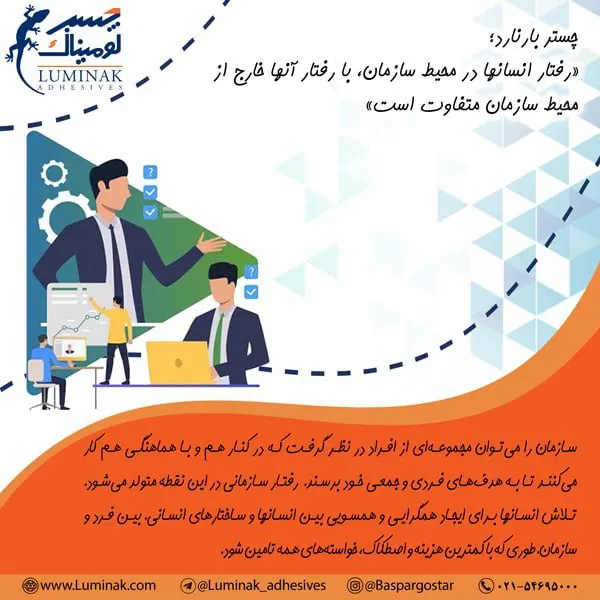 چسب
لومیناک
LUMINAK
ADHESIVES
چستر بارنارد؛
«رفتار انسانها در محیط سازمان، با رفتار آنها خارج از
محیط سازمان متفاوت است»
?
?
سازمان را می‌توان مجموعه‌ای از افراد در نظر گرفت که در کنار هم و با هماهنگی هم کار
می‌کنند تا به هدف‌های فردی و جمعی خود برسند. رفتار سازمانی در این نقطه متولد می‌شود.
تلاش انسانها برای ایجاد همگرایی و همسویی بین انسانها و ساختارهای انسانی. بین فرد و
سازمان. طوری که با کمترین هزینه و اصطکاک، خواسته‌های همه تامین شود.
www.Luminak.com @Luminak_adhesives @Baspargostar ۰۲۱-۵۴۶۹۵۰۰۰